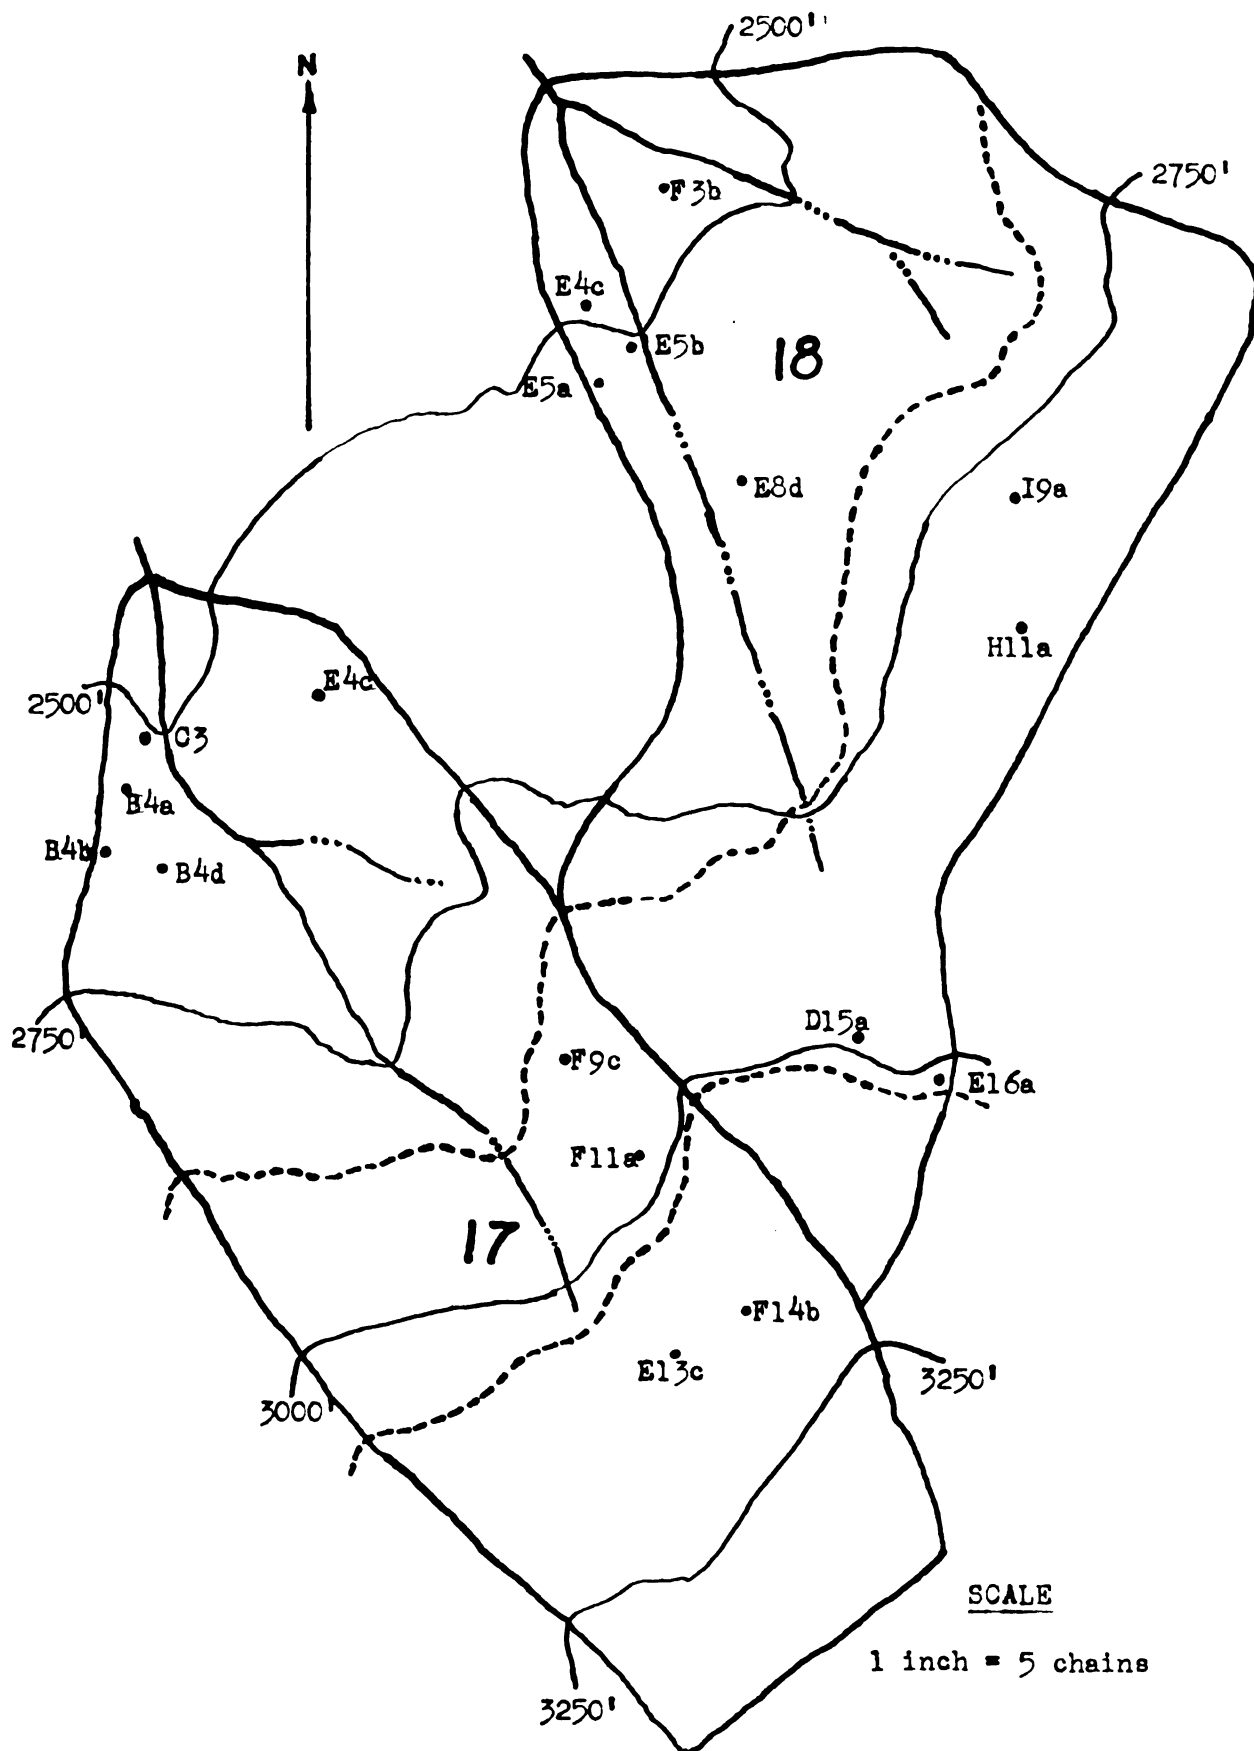 2500'
N
2750'
F3b
E4c
E5b
18
E5a
E8d
I9a
H11a
E4c
2500'
C3
B4a
B4b
B4d
D15a
2750'
F9c
E16a
F11a
17
F14b
E13c
3250'
3000'
SCALE
1 inch = 5 chains
3250'